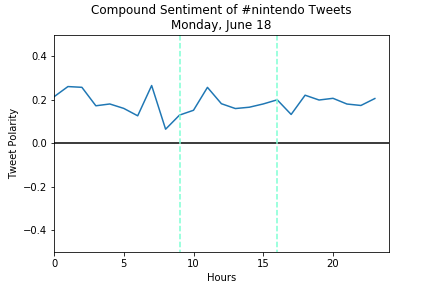 Compound Sentiment of #nintendo Tweets
Monday, June 18
0.4
0.2
0.0
−0.2
−0.4
Tweet Polarity
0 5 10 15 20
Hours